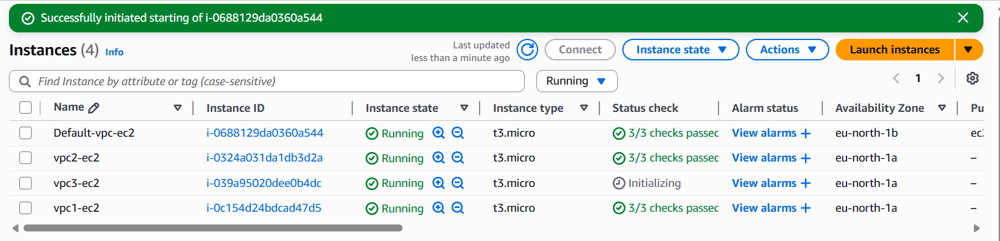 Successfully initiated starting of i-0688129da0360a544
Instances (4) Info
Last updated
less than a minute ago
Connect
Instance state
Actions
Launch instances
Find Instance by attribute or tag (case-sensitive)
Running
1
Name Instance ID Instance state Instance type Status check Alarm status Availability Zone Pu
Default-vpc-ec2 i-0688129da0360a544 Running t3.micro 3/3 checks passed View alarms + eu-north-1b ec2
vpc2-ec2 i-0324a031da1db3d2a Running t3.micro 3/3 checks passed View alarms + eu-north-1a –
vpc3-ec2 i-039a95020dee0b4dc Running t3.micro Initializing View alarms + eu-north-1a –
vpc1-ec2 i-0c154d24bdcad47d5 Running t3.micro 3/3 checks passed View alarms + eu-north-1a –